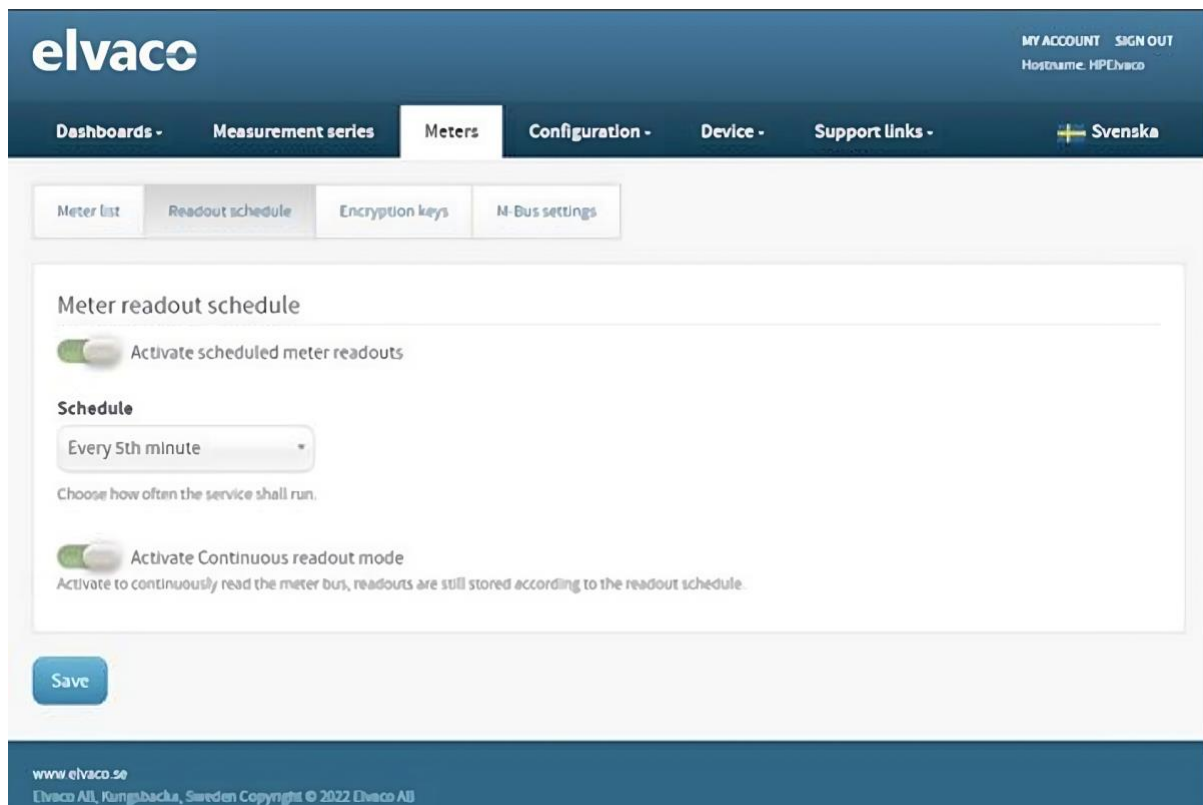 elvaco
MY ACCOUNT SIGN OUT
Hostname: HPElvaco
Dashboards Measurement series Meters Configuration Device Support links Svenska
Meter list Readout schedule Encryption keys M-Bus settings
Meter readout schedule
Activate scheduled meter readouts
Schedule
Every 5th minute
Choose how often the service shall run.
Activate Continuous readout mode
Activate to continuously read the meter bus, readouts are still stored according to the readout schedule.
Save
www.elvaco.se
Elvaco AB, Kungsbacka, Sweden Copyright © 2022 Elvaco AB